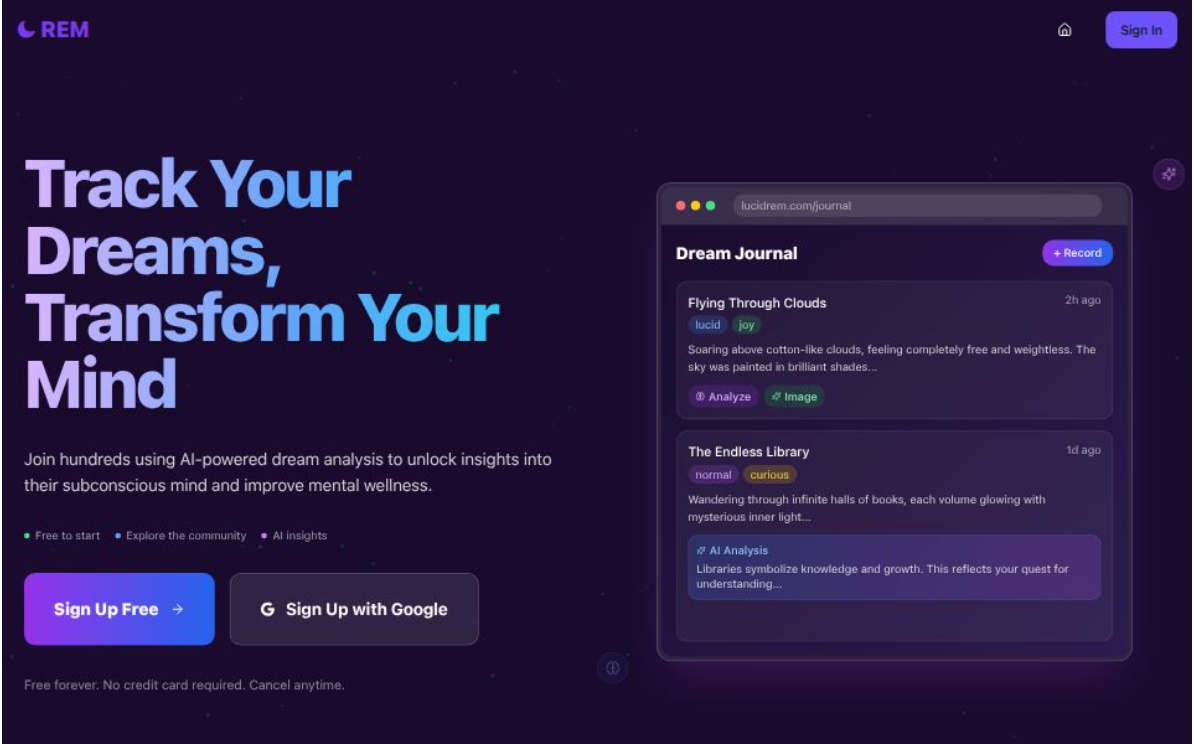 REM
Sign In
Track Your
Dreams,
Transform Your
Mind
Join hundreds using AI-powered dream analysis to unlock insights into
their subconscious mind and improve mental wellness.
Free to start
Explore the community
AI insights
Sign Up Free →
G Sign Up with Google
Free forever. No credit card required. Cancel anytime.
lucidrem.com/journal
Dream Journal
+ Record
Flying Through Clouds
2h ago
lucid
joy
Soaring above cotton-like clouds, feeling completely free and weightless. The
sky was painted in brilliant shades...
Analyze
Image
The Endless Library
1d ago
normal
curious
Wandering through infinite halls of books, each volume glowing with
mysterious inner light...
AI Analysis
Libraries symbolize knowledge and growth. This reflects your quest for
understanding...